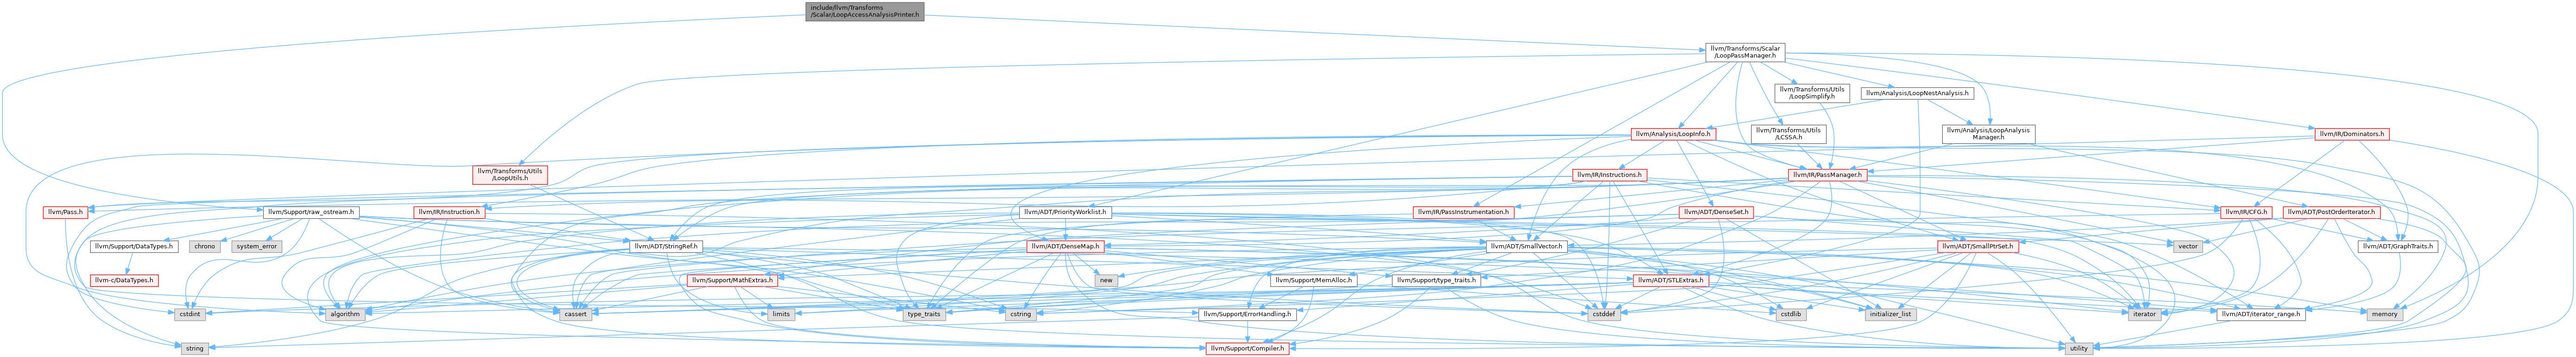 include/llvm/Transforms
/Scalar/LoopAccessAnalysisPrinter.h
llvm/Transforms/Scalar
/LoopPassManager.h
llvm/Transforms/Utils
/LoopSimplify.h
llvm/Analysis/LoopNestAnalysis.h
llvm/Transforms/Utils
/LCSSA.h
llvm/Analysis/LoopInfo.h
llvm/Analysis/LoopAnalysis
Manager.h
llvm/IR/Dominators.h
llvm/Transforms/Utils
/LoopUtils.h
llvm/IR/Instructions.h
llvm/IR/PassManager.h
llvm/Pass.h
llvm/Support/raw_ostream.h
llvm/IR/Instruction.h
llvm/ADT/PriorityWorklist.h
llvm/IR/PassInstrumentation.h
llvm/ADT/DenseSet.h
llvm/IR/CFG.h
llvm/ADT/PostOrderIterator.h
llvm/Support/DataTypes.h
chrono
system_error
llvm/ADT/StringRef.h
llvm/ADT/DenseMap.h
llvm/ADT/SmallVector.h
llvm/ADT/SmallPtrSet.h
vector
llvm/ADT/GraphTraits.h
llvm-c/DataTypes.h
llvm/Support/MathExtras.h
new
llvm/Support/MemAlloc.h
llvm/Support/type_traits.h
llvm/ADT/STLExtras.h
cstdint
algorithm
cassert
limits
type_traits
cstring
llvm/Support/ErrorHandling.h
cstddef
cstdlib
initializer_list
iterator
llvm/ADT/iterator_range.h
memory
string
llvm/Support/Compiler.h
utility